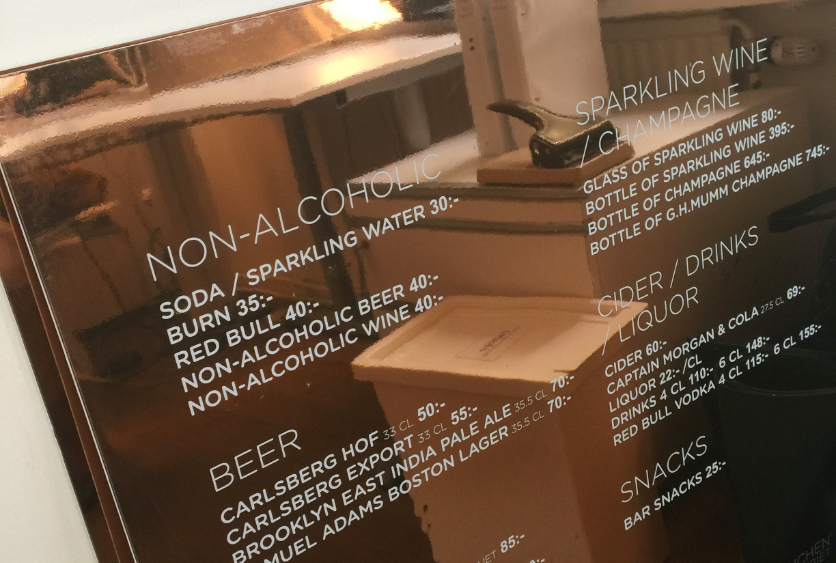 NON-ALCOHOLIC
SODA / SPARKLING WATER 30:-
BURN 35:-
RED BULL 40:-
NON-ALCOHOLIC BEER 40:-
NON-ALCOHOLIC WINE 40:-
BEER
CARLSBERG HOF 33 CL 50:-
CARLSBERG EXPORT 33 CL 55:-
BROOKLYN EAST INDIA PALE ALE 35.5 CL 70:-
MUEL ADAMS BOSTON LAGER 35.5 CL 70:-
85:-
SPARKLING WINE
/ CHAMPAGNE
GLASS OF SPARKLING WINE 80:-
BOTTLE OF SPARKLING WINE 395:-
BOTTLE OF CHAMPAGNE 645:-
BOTTLE OF G.H.MUMM CHAMPAGNE 745:-
CIDER / DRINKS
/ LIQUOR
CIDER 60:-
CAPTAIN MORGAN & COLA 27.5 CL 69:-
LIQUOR 22:- /CL
DRINKS 4 CL 110:- 6 CL 148:-
RED BULL VODKA 4 CL 115:- 6 CL 155:-
SNACKS
BAR SNACKS 25:-